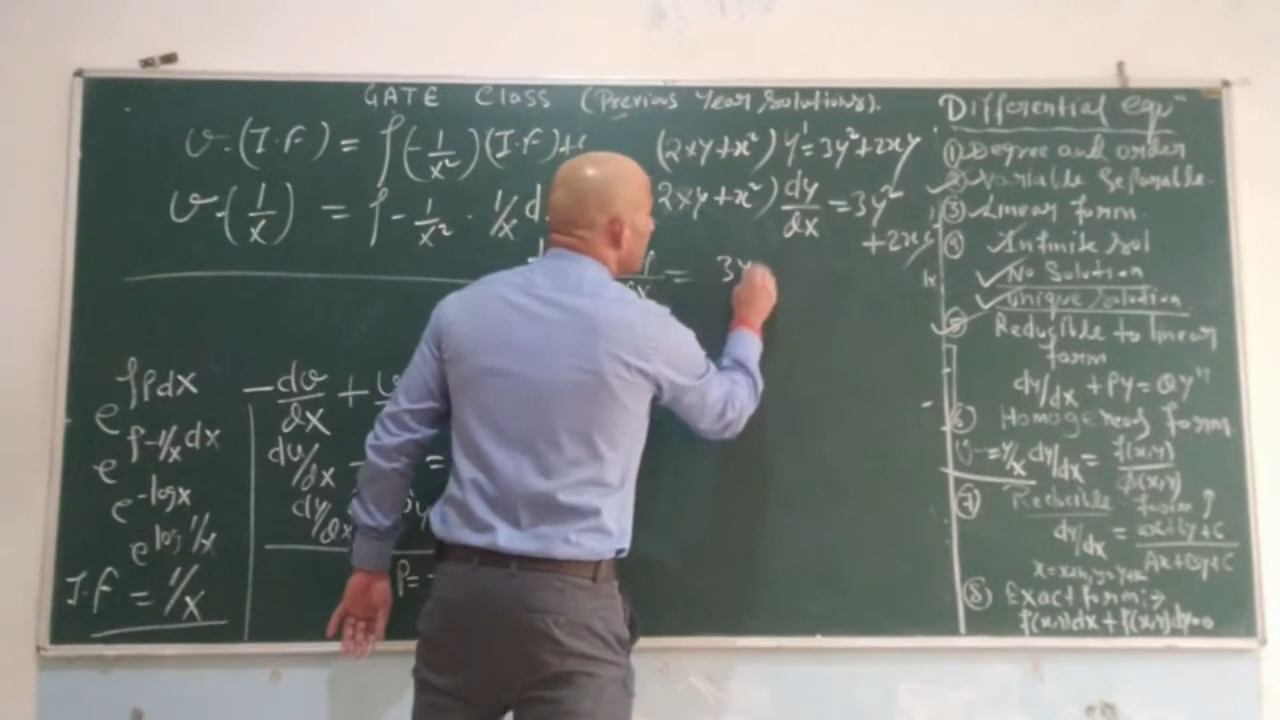 GATE Class (Previous Year Solutions).
v.(I.F) = ∫(-1/x²)(I.F)+c
v.(1/x) = ∫-1/x² . 1/x d
e^∫Pdx
e^∫-1/x dx
e^-logx
e^log 1/x
I.F = 1/x
-dv/dx +
dv/dx - =
dy/dx
P= -
(2xy+x²) y' = 3y²+2xy
2xy+x²) dy/dx = 3y²
+2xy
= 3y
Differential eqⁿ
① Degree and order
② Variable Separable.
③ Linear form.
④ Infinite sol
No Solution
Unique solution
⑤ Reducible to linear
form
dy/dx + Py = Qyⁿ
⑥ Homogeneous form
v=y/x dy/dx = f(x,y)/
⑦ Reducible form
dy/dx = ax+by+c/Ax+By+C
⑧ Exact form :→
f(x,y)dx + f(x,y)dy=0